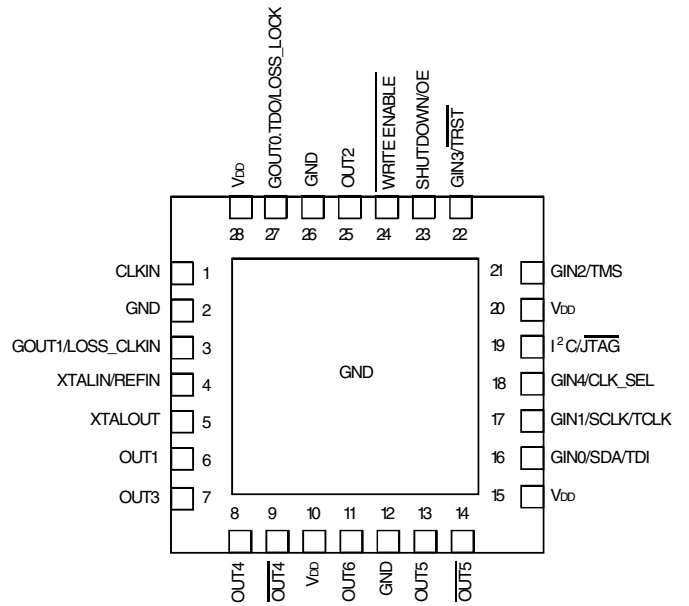 VDD
GOUT0.TDO/LOSS_LOCK
GND
OUT2
WRITE ENABLE
SHUTDOWN/OE
GIN3/TRST
28 27 26 25 24 23 22
CLKIN 1
GND 2
GOUT1/LOSS_CLKIN 3
XTALIN/REFIN 4
XTALOUT 5
OUT1 6
OUT3 7
GND
21 GIN2/TMS
20 VDD
19 I2C/JTAG
18 GIN4/CLK_SEL
17 GIN1/SCLK/TCLK
16 GIN0/SDA/TDI
15 VDD
8 9 10 11 12 13 14
OUT4
OUT4
VDD
OUT6
GND
OUT5
OUT5